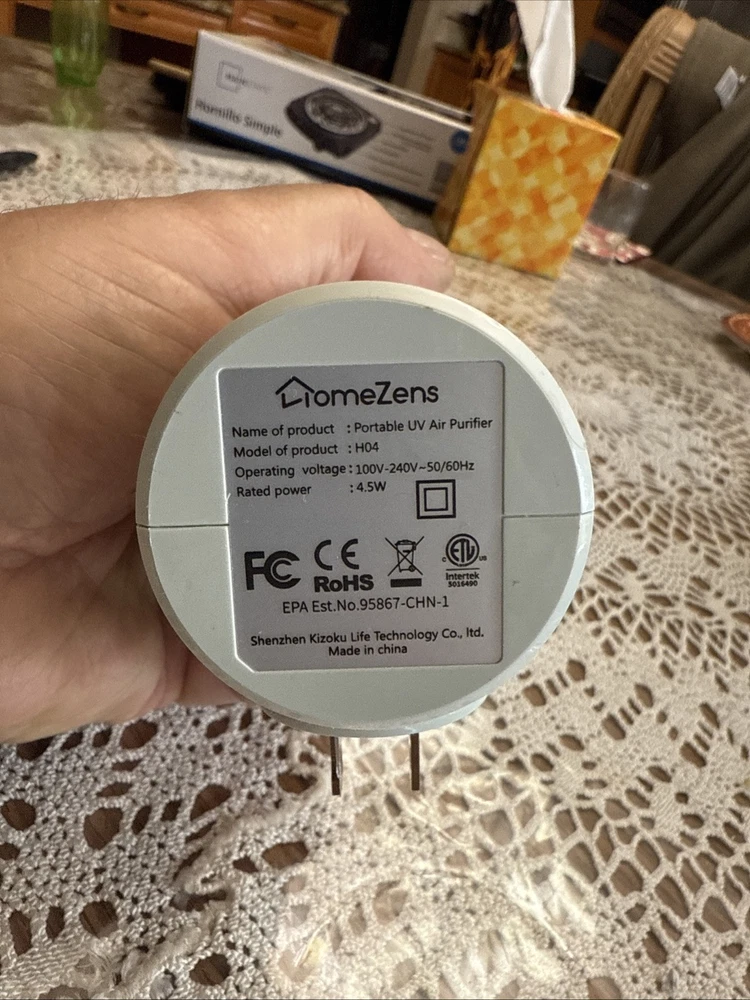 Hornillo Simple
HomeZens
Name of product : Portable UV Air Purifier
Model of product : H04
Operating voltage : 100V-240V~50/60Hz
Rated power : 4.5W
FC CE
RoHS
c ETL us
Intertek
5016490
EPA Est.No.95867-CHN-1
Shenzhen Kizoku Life Technology Co., ltd.
Made in china